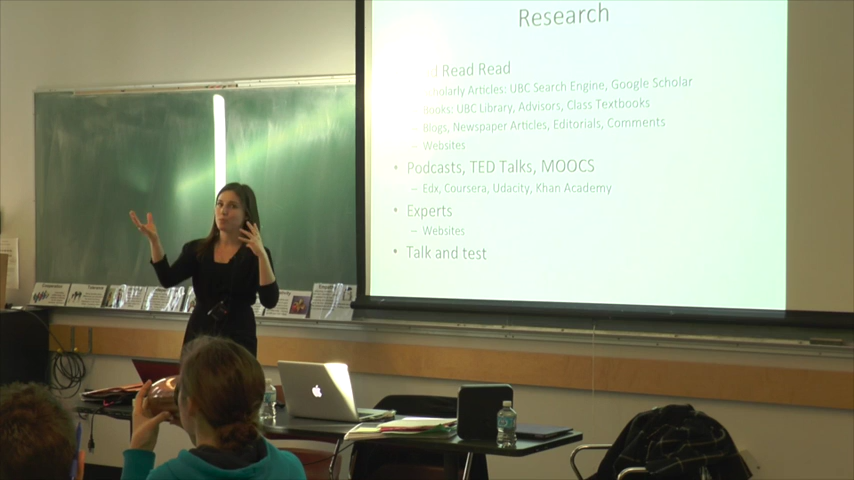 Research
Read Read
Scholarly Articles: UBC Search Engine, Google Scholar
Books: UBC Library, Advisors, Class Textbooks
– Blogs, Newspaper Articles, Editorials, Comments
– Websites
• Podcasts, TED Talks, MOOCS
– Edx, Coursera, Udacity, Khan Academy
• Experts
– Websites
• Talk and test